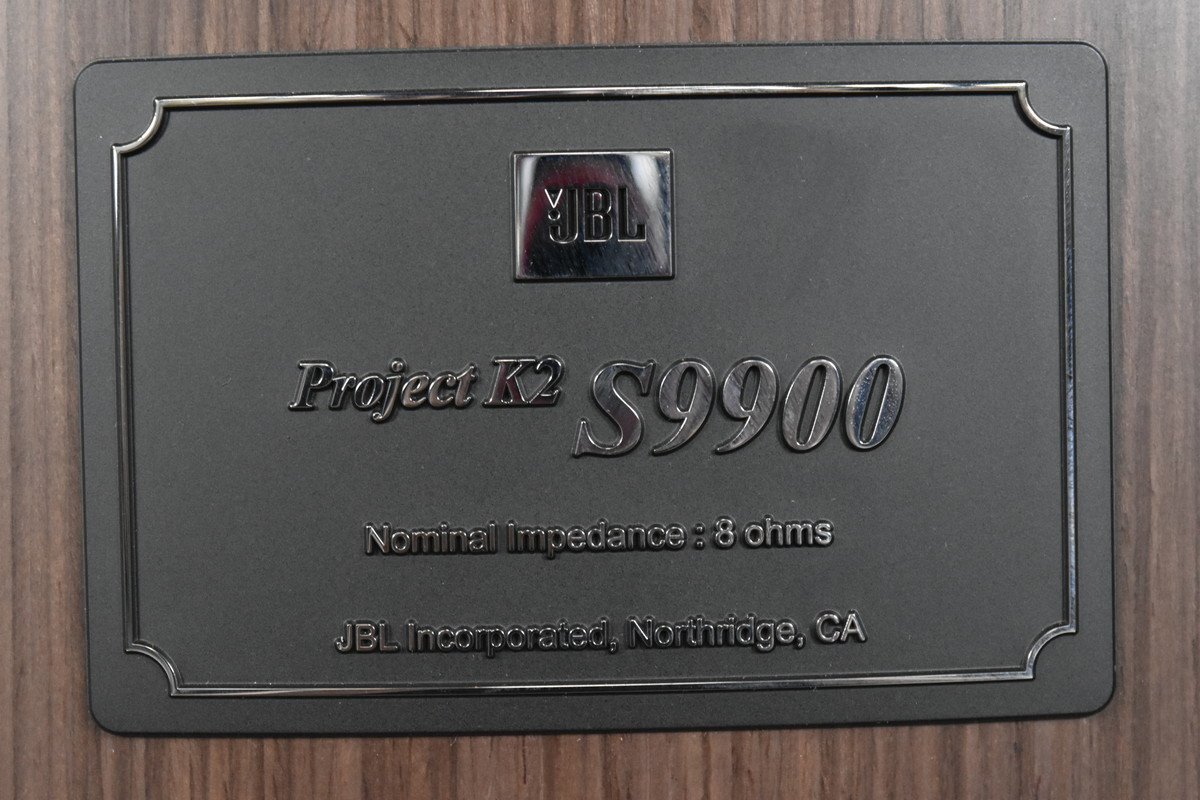 JBL
Project K2 S9900
Nominal Impedance : 8 ohms
JBL Incorporated, Northridge, CA